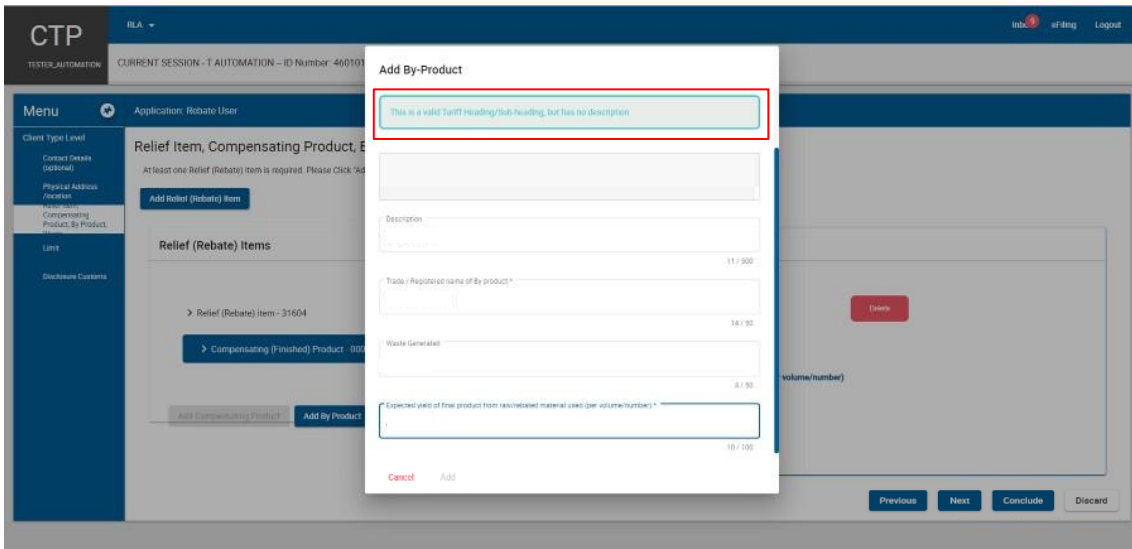 CTP
TESTER_AUTOMATION
RLA
Inbox 9 eFiling Logout
CURRENT SESSION - T AUTOMATION – ID Number: 460101
Menu
Client Type Level
Contact Details
(optional)
Physical Address
/location
Relief Item,
Compensating
Product, By Product,
Limit
Disclosure Customs
Application: Rebate User
Relief Item, Compensating Product,
At least one Relief (Rebate) Item is required. Please Click
Add Relief (Rebate) Item
Relief (Rebate) Items
Relief (Rebate) item - 31604
Compensating (Finished) Product - 000
Add Compensating Product
Add By Product
Delete
volume/number)
Previous
Next
Conclude
Discard
Add By-Product
This is a valid Tariff Heading/Sub-heading, but has no description
Description
11 / 500
Trade / Registered name of By product *
14 / 50
Waste Generated
/ 50
Expected yield of final product from raw/rebated material used (per volume/number) *
10 / 100
Cancel
Add